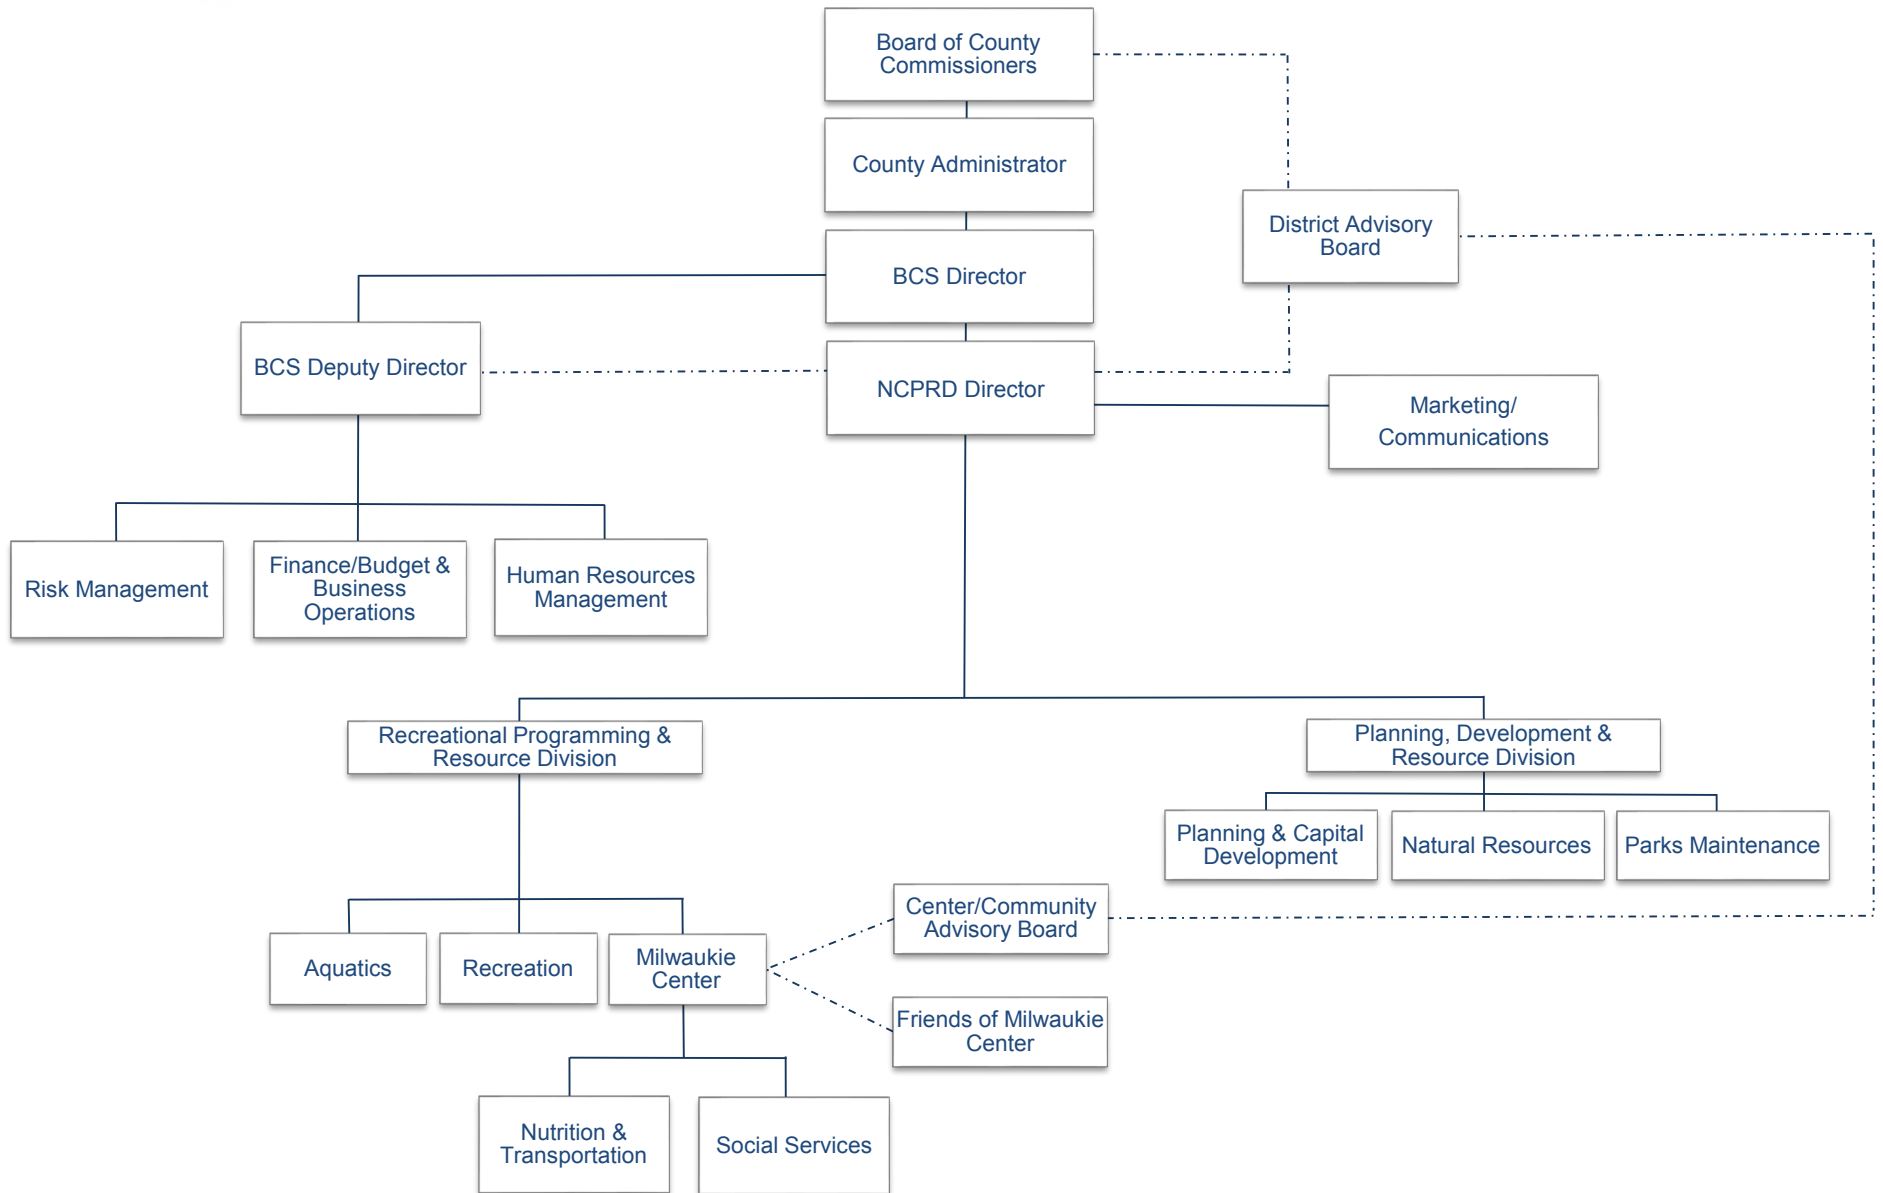 Board of County
Commissioners
County Administrator
District Advisory
Board
BCS Director
BCS Deputy Director
NCPRD Director
Marketing/
Communications
Risk Management
Finance/Budget &
Business
Operations
Human Resources
Management
Recreational Programming &
Resource Division
Planning, Development &
Resource Division
Planning & Capital
Development
Natural Resources
Parks Maintenance
Center/Community
Advisory Board
Aquatics
Recreation
Milwaukie
Center
Friends of Milwaukie
Center
Nutrition &
Transportation
Social Services